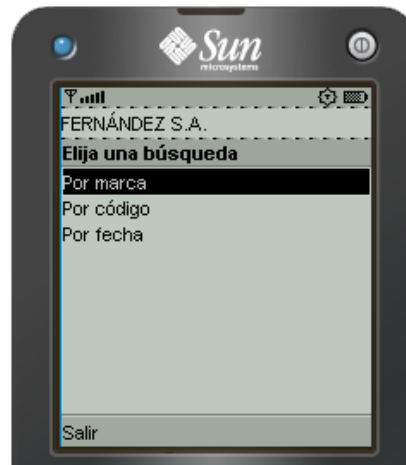 Sun
microsystems
FERNÁNDEZ S.A.
Elija una búsqueda
Por marca
Por código
Por fecha
Salir